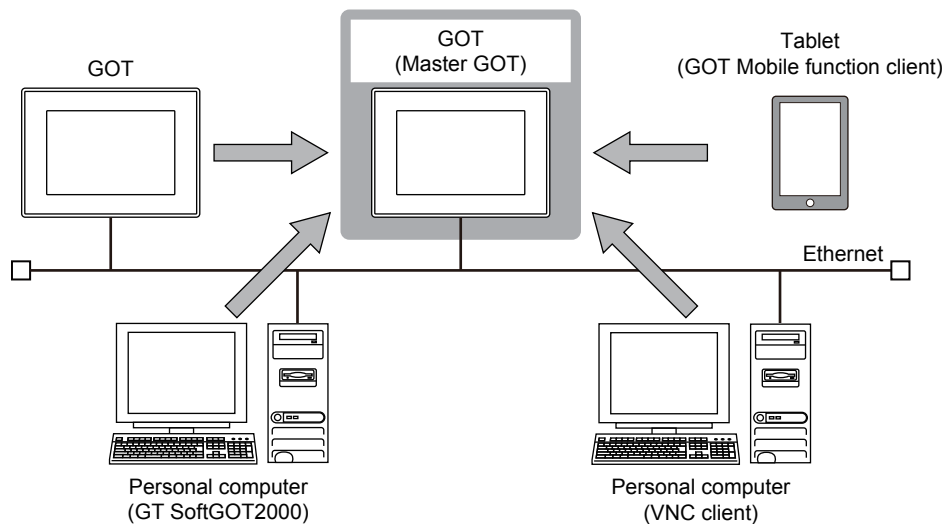 GOT
(Master GOT)
Tablet
(GOT Mobile function client)
GOT
Ethernet
Personal computer
(GT SoftGOT2000)
Personal computer
(VNC client)